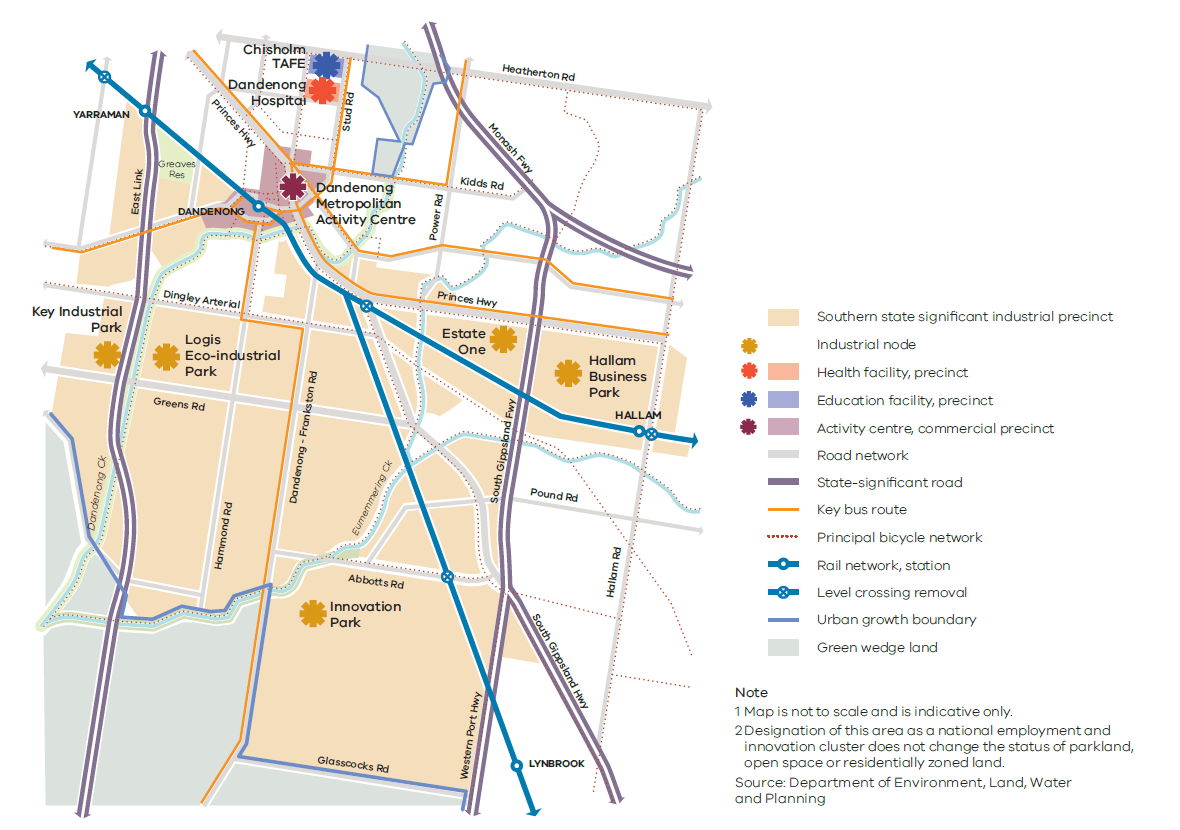 Chisholm
TAFE
Dandenong
Hospital
Heatherton Rd
YARRAMAN
Princes Hwy
Stud Rd
Monash Fwy
Greaves
Res
East Link
Kidds Rd
DANDENONG
Dandenong
Metropolitan
Activity Centre
Power Rd
Dingley Arterial
Princes Hwy
Key Industrial
Park
Logis
Eco-industrial
Park
Estate
One
Hallam
Business
Park
Greens Rd
HALLAM
Dandenong - Frankston Rd
South Gippsland Fwy
Dandenong Ck
Eumemmering Ck
Pound Rd
Hammond Rd
Hallam Rd
Abbotts Rd
Innovation
Park
South Gippsland Hwy
Western Port Hwy
Glasscocks Rd
LYNBROOK
Southern state significant industrial precinct
Industrial node
Health facility, precinct
Education facility, precinct
Activity centre, commercial precinct
Road network
State-significant road
Key bus route
Principal bicycle network
Rail network, station
Level crossing removal
Urban growth boundary
Green wedge land
Note
1 Map is not to scale and is indicative only.
2 Designation of this area as a national employment and
innovation cluster does not change the status of parkland,
open space or residentially zoned land.
Source: Department of Environment, Land, Water
and Planning